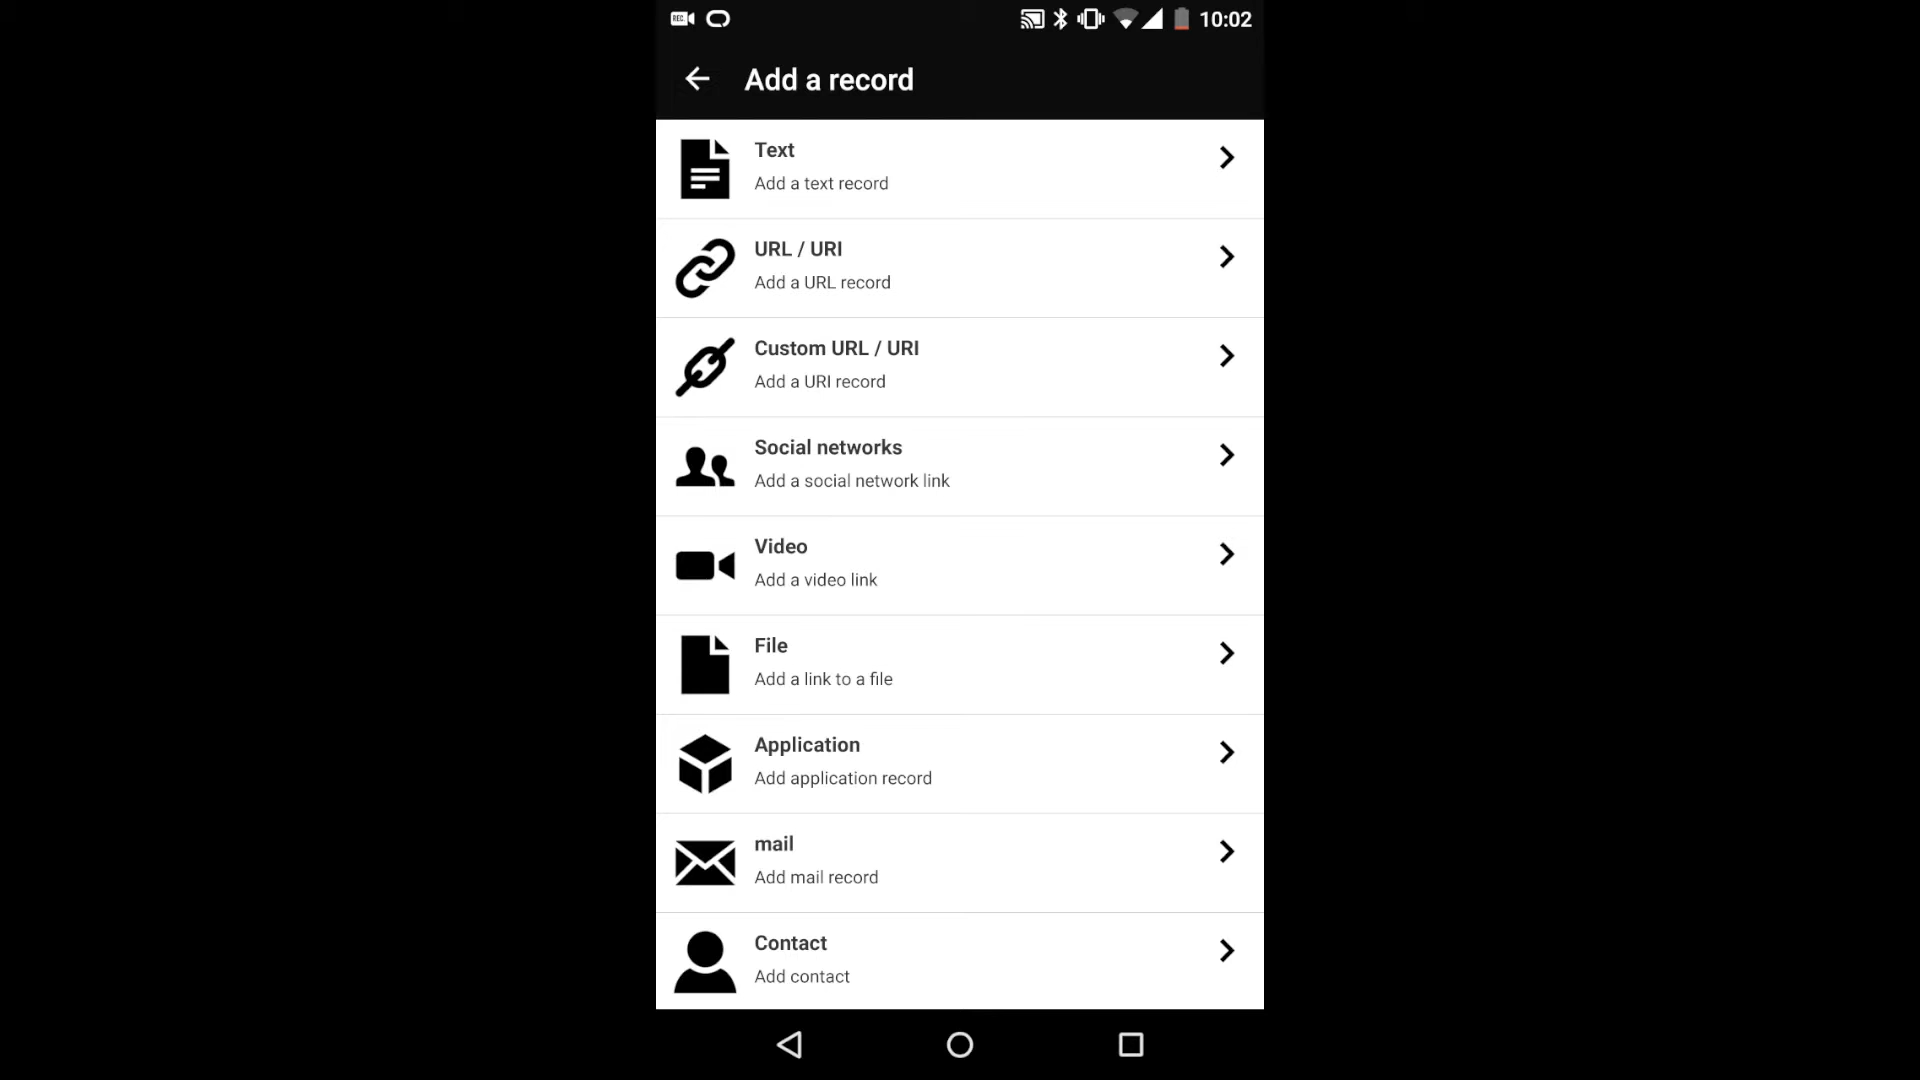 REC
10:02
Add a record
Text
Add a text record
URL / URI
Add a URL record
Custom URL / URI
Add a URI record
Social networks
Add a social network link
Video
Add a video link
File
Add a link to a file
Application
Add application record
mail
Add mail record
Contact
Add contact